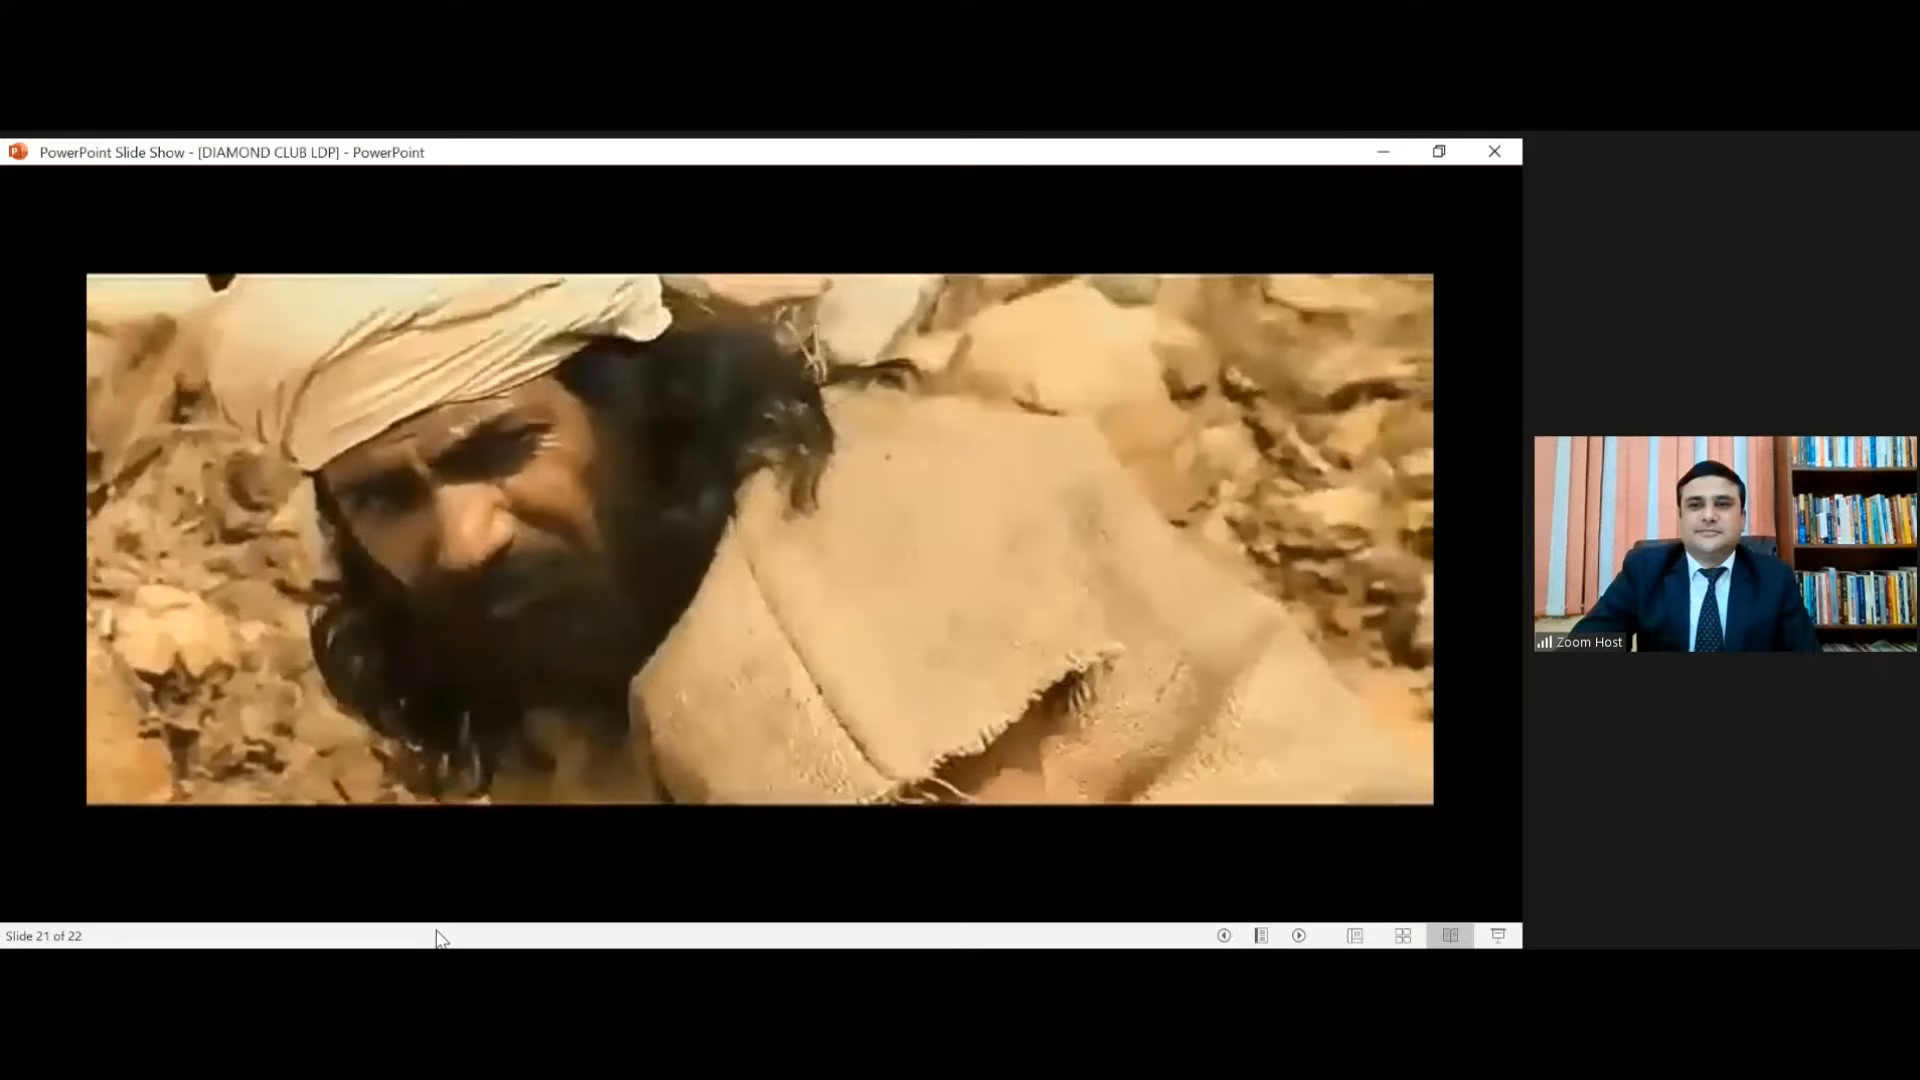 PowerPoint Slide Show - [DIAMOND CLUB LDP] - PowerPoint
Zoom Host
Slide 21 of 22